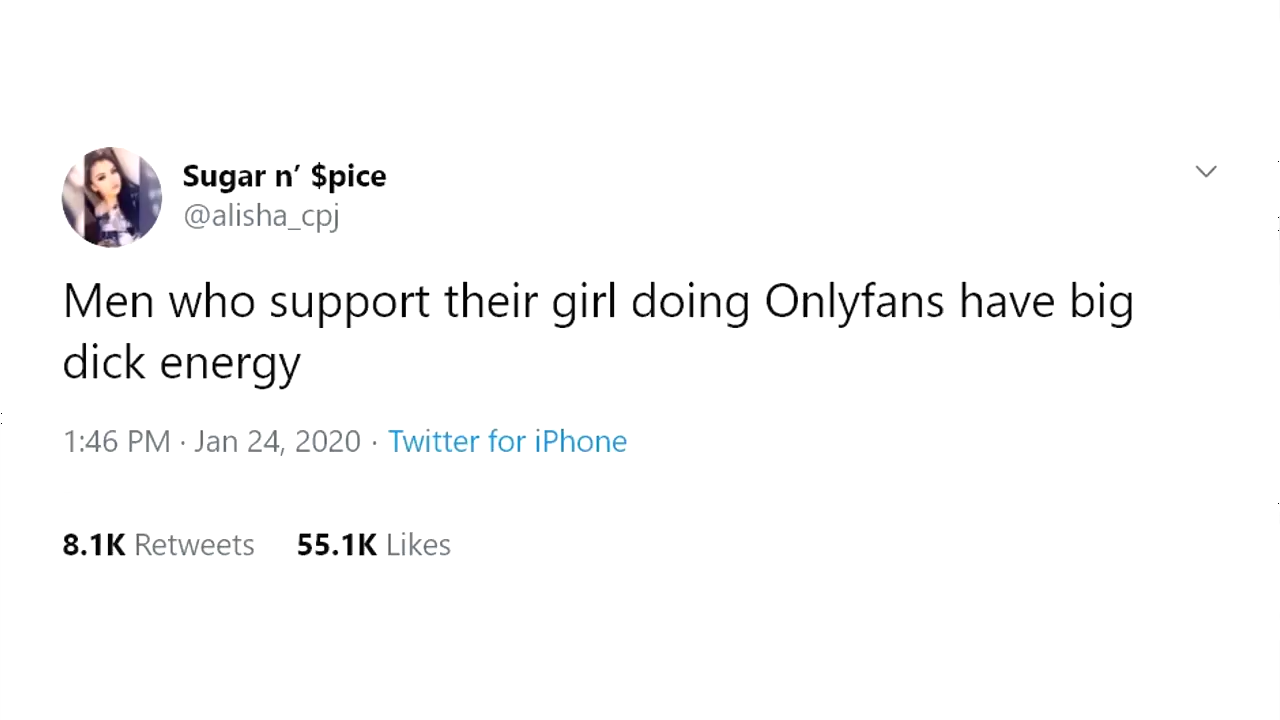 Sugar n’ $pice
@alisha_cpj
Men who support their girl doing Onlyfans have big
dick energy
1:46 PM · Jan 24, 2020 · Twitter for iPhone
8.1K Retweets 55.1K Likes